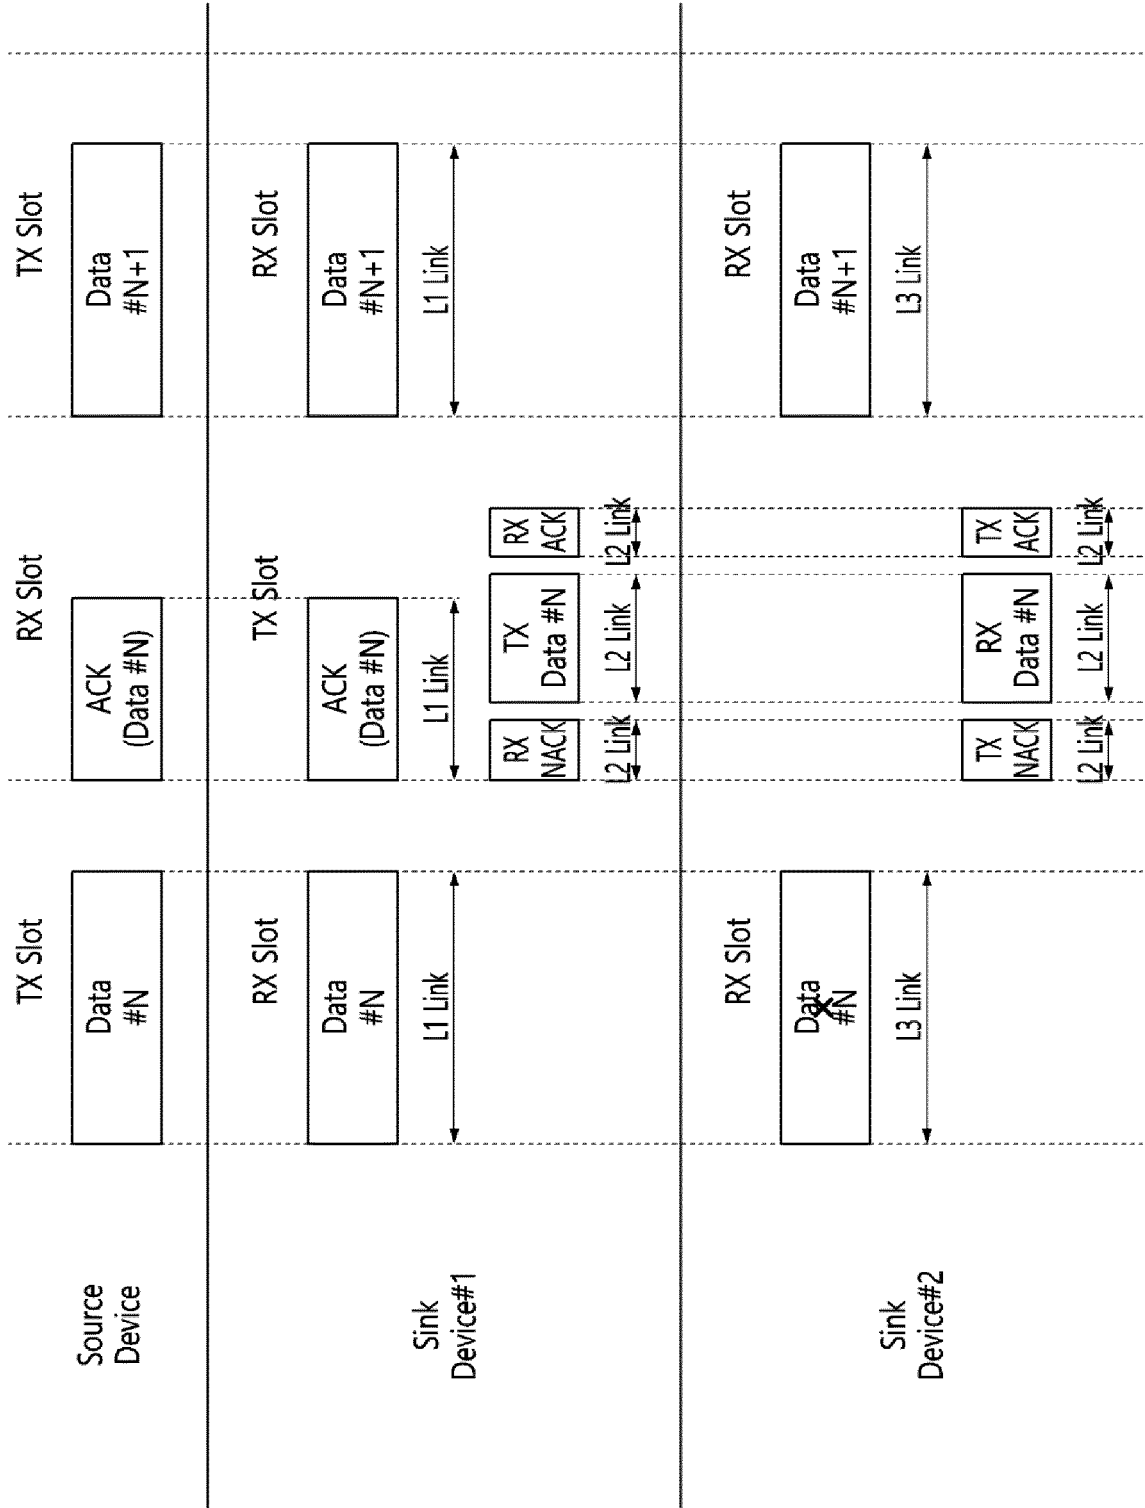 Source
Device
TX Slot
Data
#N
RX Slot
ACK
(Data #N)
TX Slot
Data
#N+1
Sink
Device#1
RX Slot
Data
#N
L1 Link
TX Slot
ACK
(Data #N)
L1 Link
RX
NACK
L2 Link
TX
Data #N
L2 Link
RX
ACK
L2 Link
RX Slot
Data
#N+1
L1 Link
Sink
Device#2
RX Slot
Data
#N
L3 Link
TX
NACK
L2 Link
RX
Data #N
L2 Link
TX
ACK
L2 Link
RX Slot
Data
#N+1
L3 Link